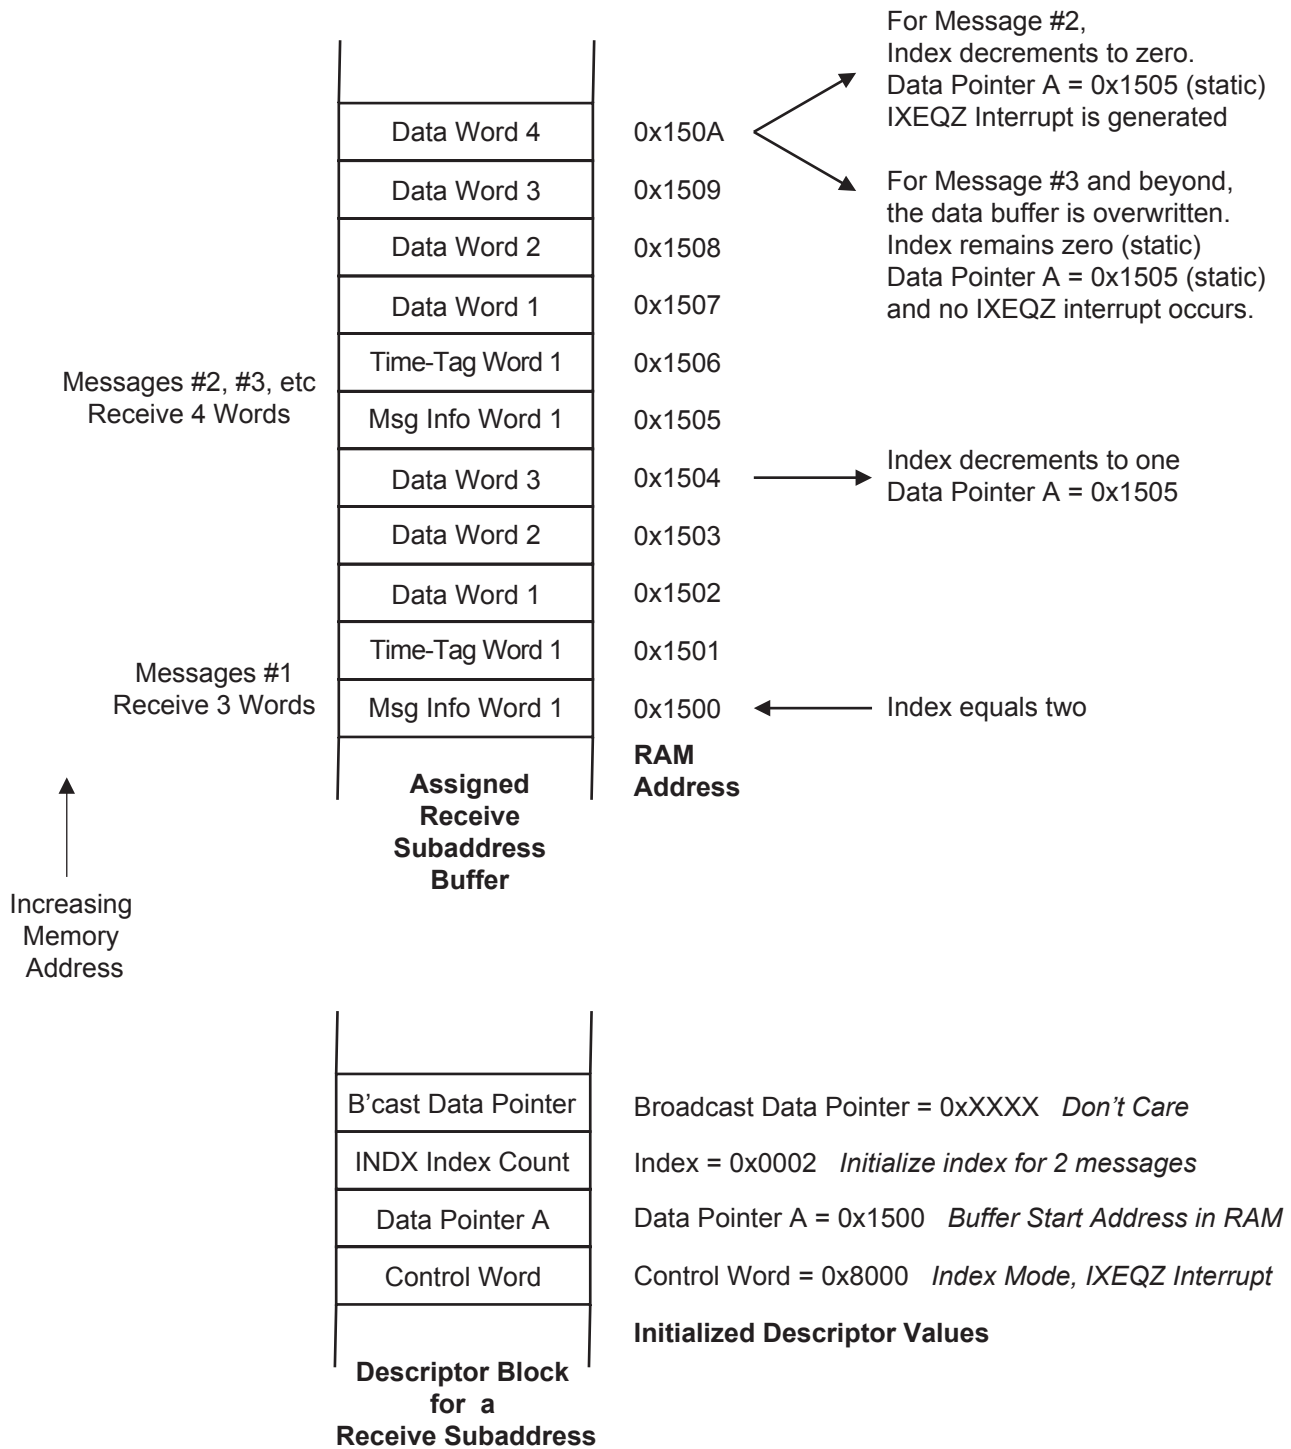 For Message #2,
Index decrements to zero.
Data Pointer A = 0x1505 (static)
IXEQZ Interrupt is generated
Data Word 4 0x150A
Data Word 3 0x1509
For Message #3 and beyond,
the data buffer is overwritten.
Index remains zero (static)
Data Pointer A = 0x1505 (static)
and no IXEQZ interrupt occurs.
Data Word 2 0x1508
Data Word 1 0x1507
Time-Tag Word 1 0x1506
Messages #2, #3, etc
Receive 4 Words
Msg Info Word 1 0x1505
Data Word 3 0x1504
Index decrements to one
Data Pointer A = 0x1505
Data Word 2 0x1503
Data Word 1 0x1502
Time-Tag Word 1 0x1501
Messages #1
Receive 3 Words
Msg Info Word 1 0x1500 Index equals two
RAM
Address
Assigned
Receive
Subaddress
Buffer
Increasing
Memory
Address
B'cast Data Pointer Broadcast Data Pointer = 0xXXXX Don't Care
INDX Index Count Index = 0x0002 Initialize index for 2 messages
Data Pointer A Data Pointer A = 0x1500 Buffer Start Address in RAM
Control Word Control Word = 0x8000 Index Mode, IXEQZ Interrupt
Initialized Descriptor Values
Descriptor Block
for a
Receive Subaddress